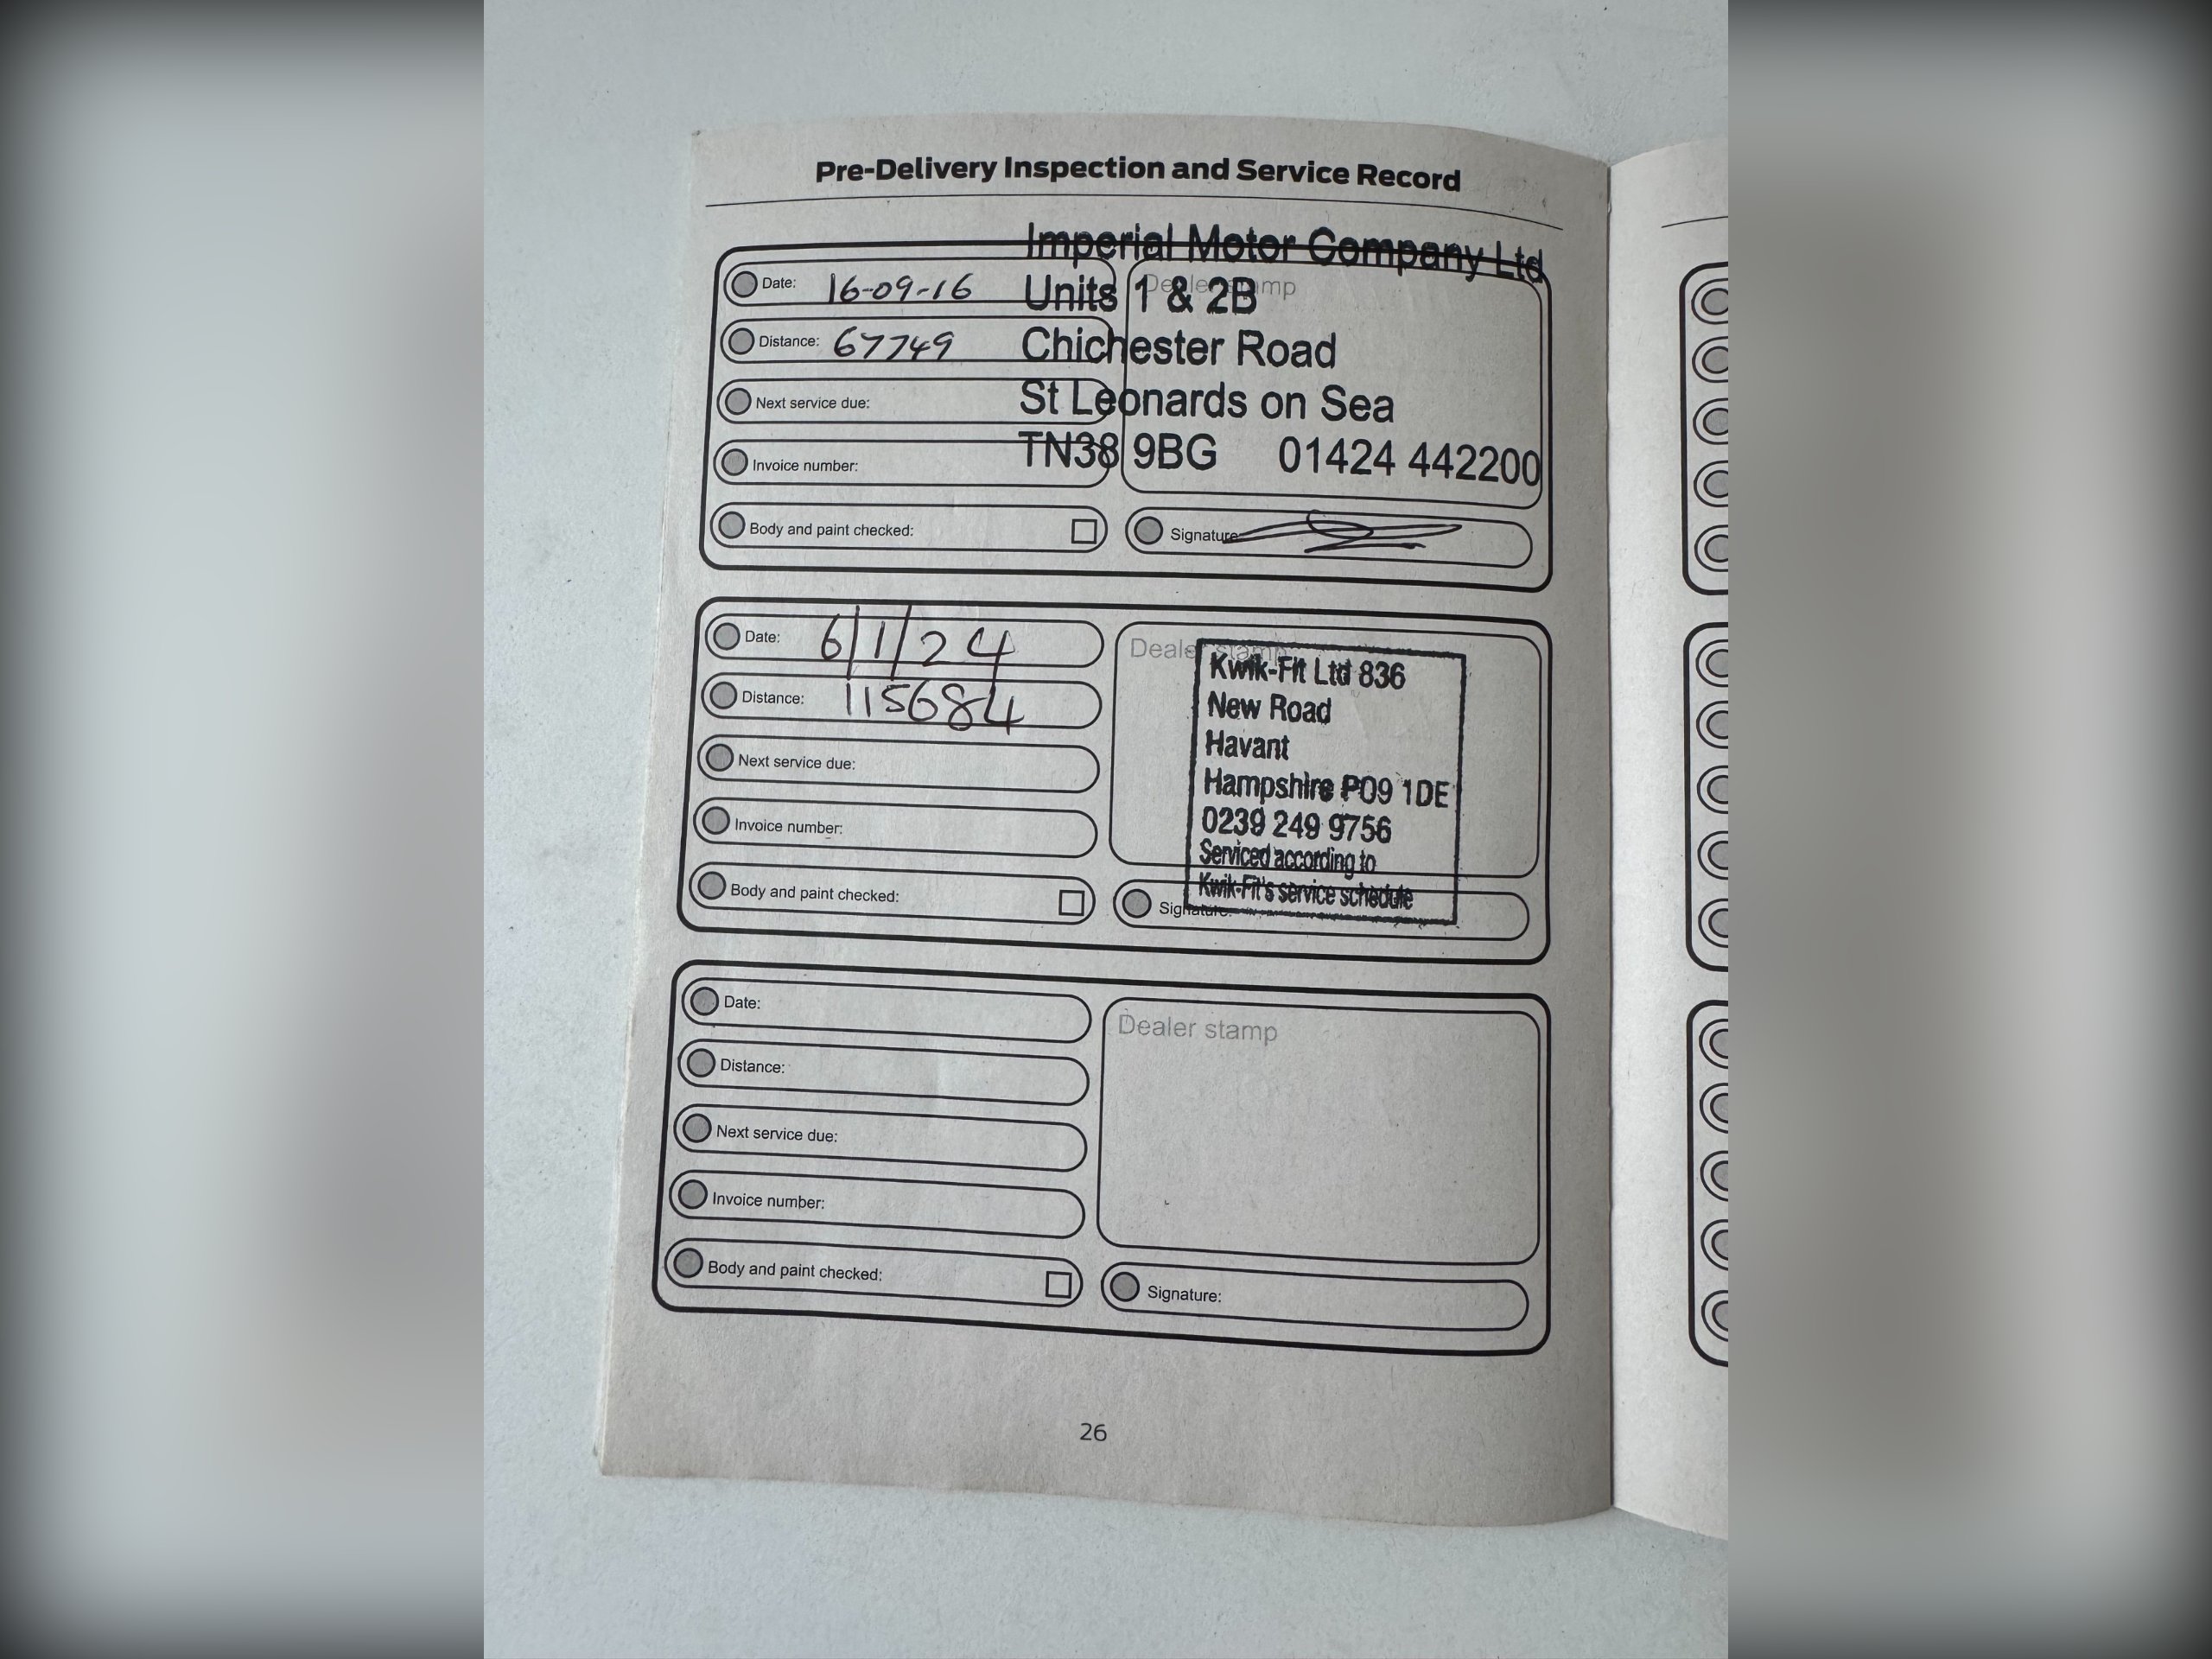 Pre-Delivery Inspection and Service Record
Imperial Motor Company Ltd
Date: 16-09-16
Dealer stamp
Units 1 & 2B
Distance: 67749
Chichester Road
Next service due:
St Leonards on Sea
Invoice number:
TN38 9BG 01424 442200
Body and paint checked:
Signature:
Date: 6/1/24
Dealer stamp
Kwik-Fit Ltd 836
Distance: 115684
New Road
Havant
Next service due:
Hampshire PO9 1DE
Invoice number:
0239 249 9756
Serviced according to
Kwik-Fit's service schedule
Body and paint checked:
Signature:
Date:
Dealer stamp
Distance:
Next service due:
Invoice number:
Body and paint checked:
Signature:
26